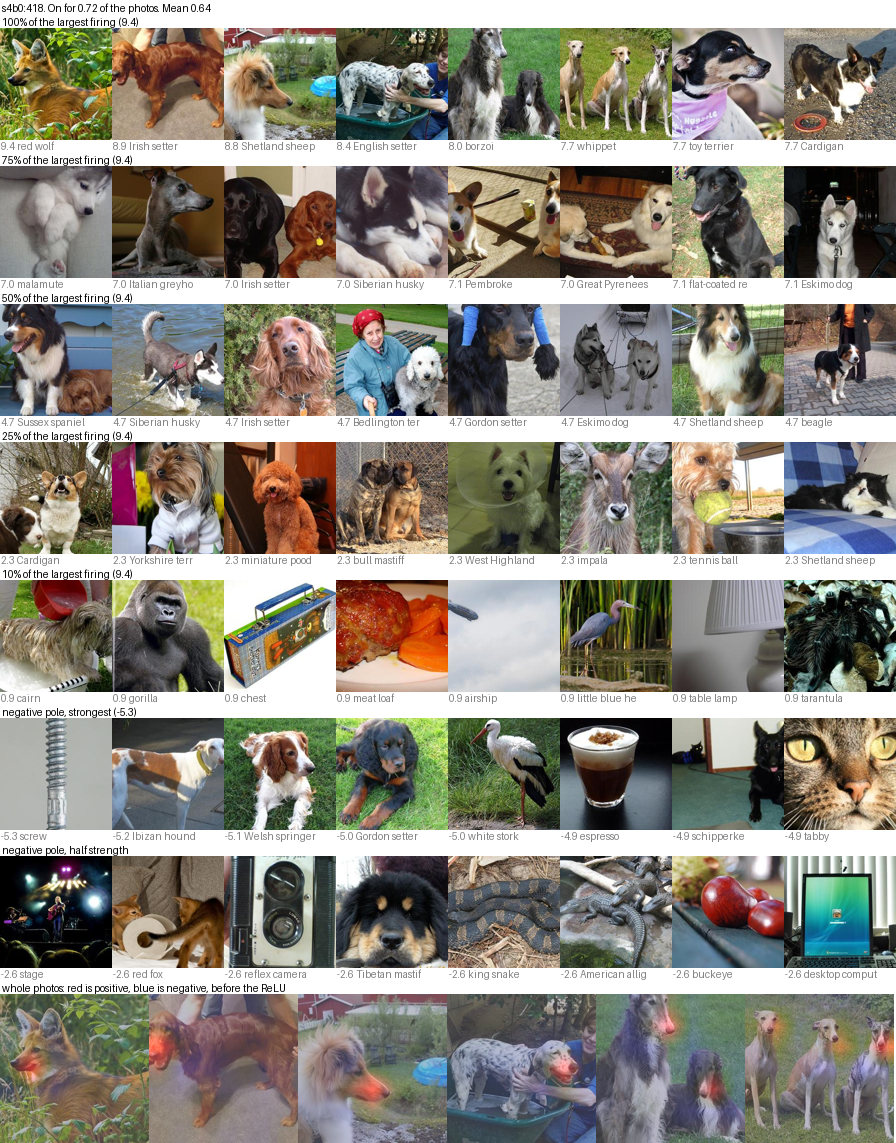 s4b0:418. On for 0.72 of the photos. Mean 0.64
100% of the largest firing (9.4)
9.4 red wolf
8.9 Irish setter
8.8 Shetland sheep
8.4 English setter
8.0 borzoi
7.7 whippet
7.7 toy terrier
7.7 Cardigan
75% of the largest firing (9.4)
7.0 malamute
7.0 Italian greyho
7.0 Irish setter
7.0 Siberian husky
7.1 Pembroke
7.0 Great Pyrenees
7.1 flat-coated re
7.1 Eskimo dog
50% of the largest firing (9.4)
4.7 Sussex spaniel
4.7 Siberian husky
4.7 Irish setter
4.7 Bedlington ter
4.7 Gordon setter
4.7 Eskimo dog
4.7 Shetland sheep
4.7 beagle
25% of the largest firing (9.4)
2.3 Cardigan
2.3 Yorkshire terr
2.3 miniature pood
2.3 bull mastiff
2.3 West Highland
2.3 impala
2.3 tennis ball
2.3 Shetland sheep
10% of the largest firing (9.4)
0.9 cairn
0.9 gorilla
0.9 chest
0.9 meat loaf
0.9 airship
0.9 little blue he
0.9 table lamp
0.9 tarantula
negative pole, strongest (-5.3)
-5.3 screw
-5.2 Ibizan hound
-5.1 Welsh springer
-5.0 Gordon setter
-5.0 white stork
-4.9 espresso
-4.9 schipperke
-4.9 tabby
negative pole, half strength
-2.6 stage
-2.6 red fox
-2.6 reflex camera
-2.6 Tibetan mastif
-2.6 king snake
-2.6 American allig
-2.6 buckeye
-2.6 desktop comput
whole photos: red is positive, blue is negative, before the ReLU